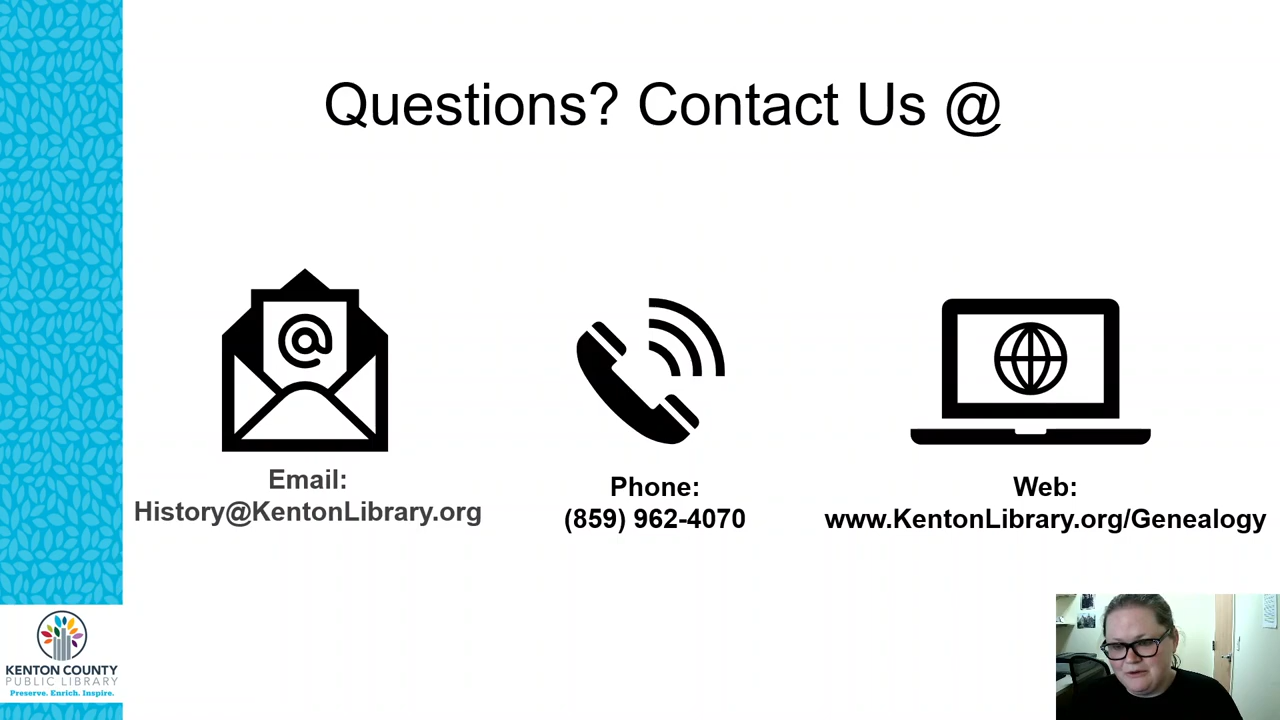 Questions? Contact Us @
@
Email:
History@KentonLibrary.org
Phone:
(859) 962-4070
Web:
www.KentonLibrary.org/Genealogy
KENTON COUNTY
PUBLIC LIBRARY
Preserve. Enrich. Inspire.